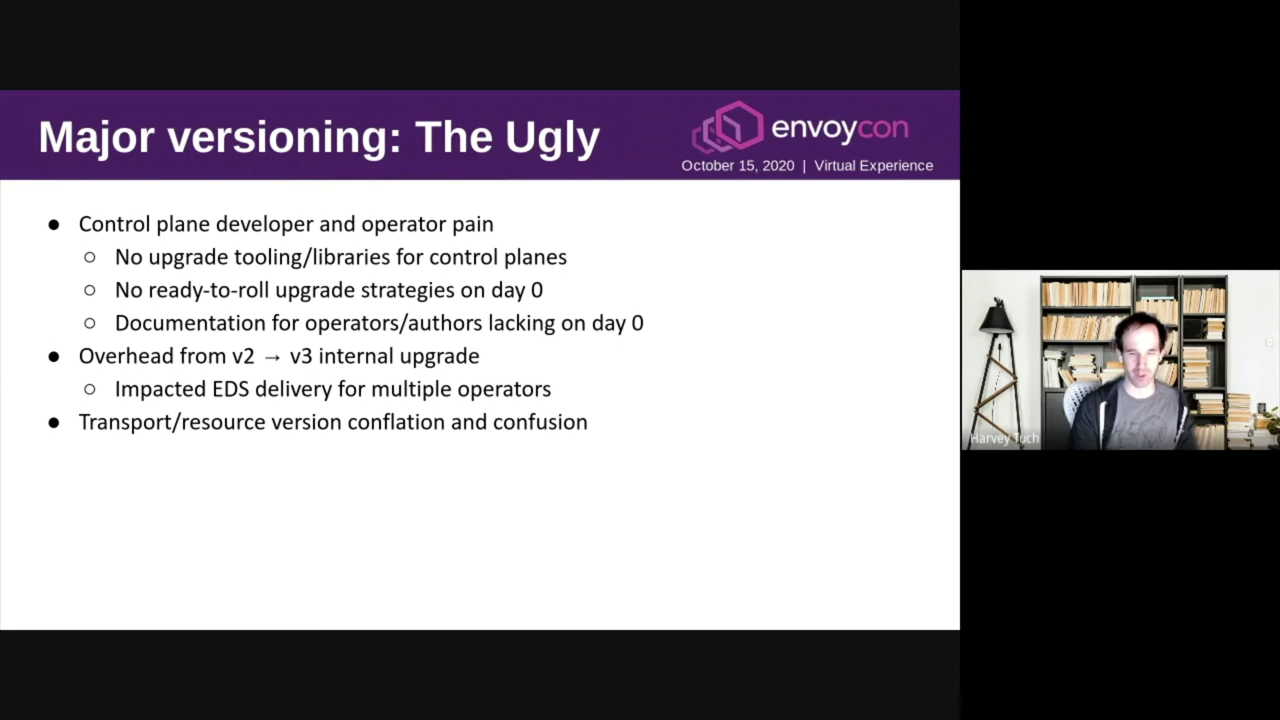 Major versioning: The Ugly
envoycon
October 15, 2020 | Virtual Experience
● Control plane developer and operator pain
○ No upgrade tooling/libraries for control planes
○ No ready-to-roll upgrade strategies on day 0
○ Documentation for operators/authors lacking on day 0
● Overhead from v2 → v3 internal upgrade
○ Impacted EDS delivery for multiple operators
● Transport/resource version conflation and confusion
Harvey Tuch